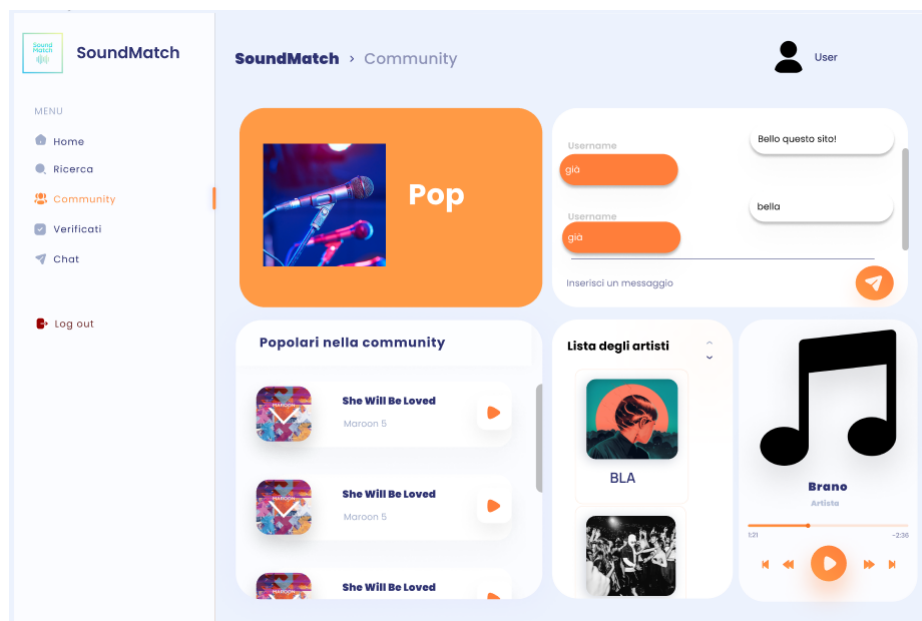 Sound
Match
SoundMatch
MENU
Home
Ricerca
Community
Verificati
Chat
Log out
SoundMatch > Community
User
Pop
Bello questo sito!
Username
già
bella
Username
già
Inserisci un messaggio
Popolari nella community
She Will Be Loved
Maroon 5
She Will Be Loved
Maroon 5
She Will Be Loved
Lista degli artisti
BLA
Brano
Artista
1:21
-2:36